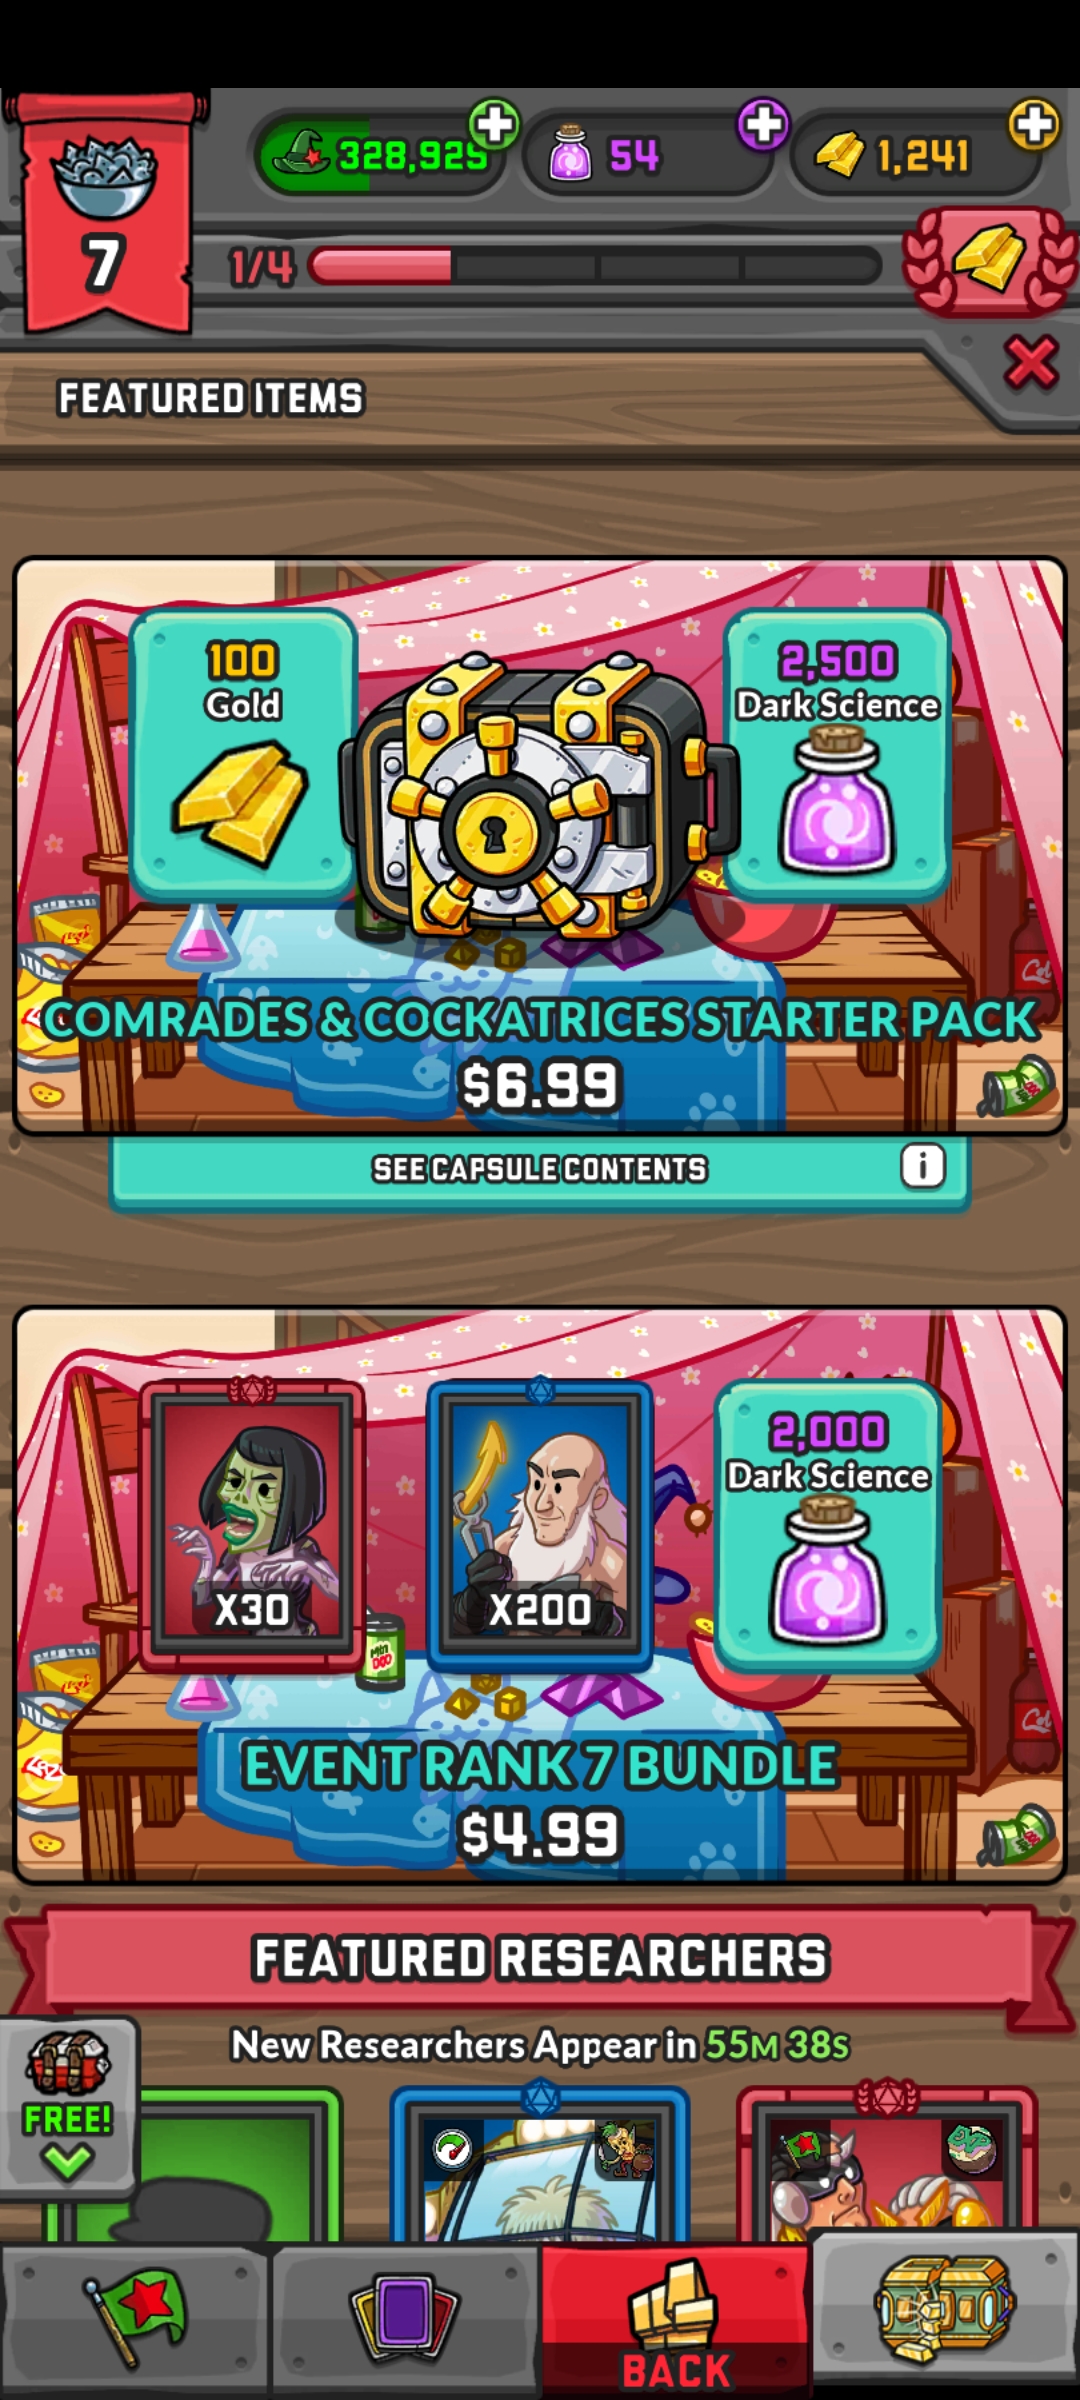 328,925
54
1,241
7
1/4
FEATURED ITEMS
100
Gold
2,500
Dark Science
COMRADES & COCKATRICES STARTER PACK
$6.99
SEE CAPSULE CONTENTS
i
X30
X200
2,000
Dark Science
EVENT RANK 7 BUNDLE
$4.99
FEATURED RESEARCHERS
New Researchers Appear in 55M 38S
FREE!
BACK